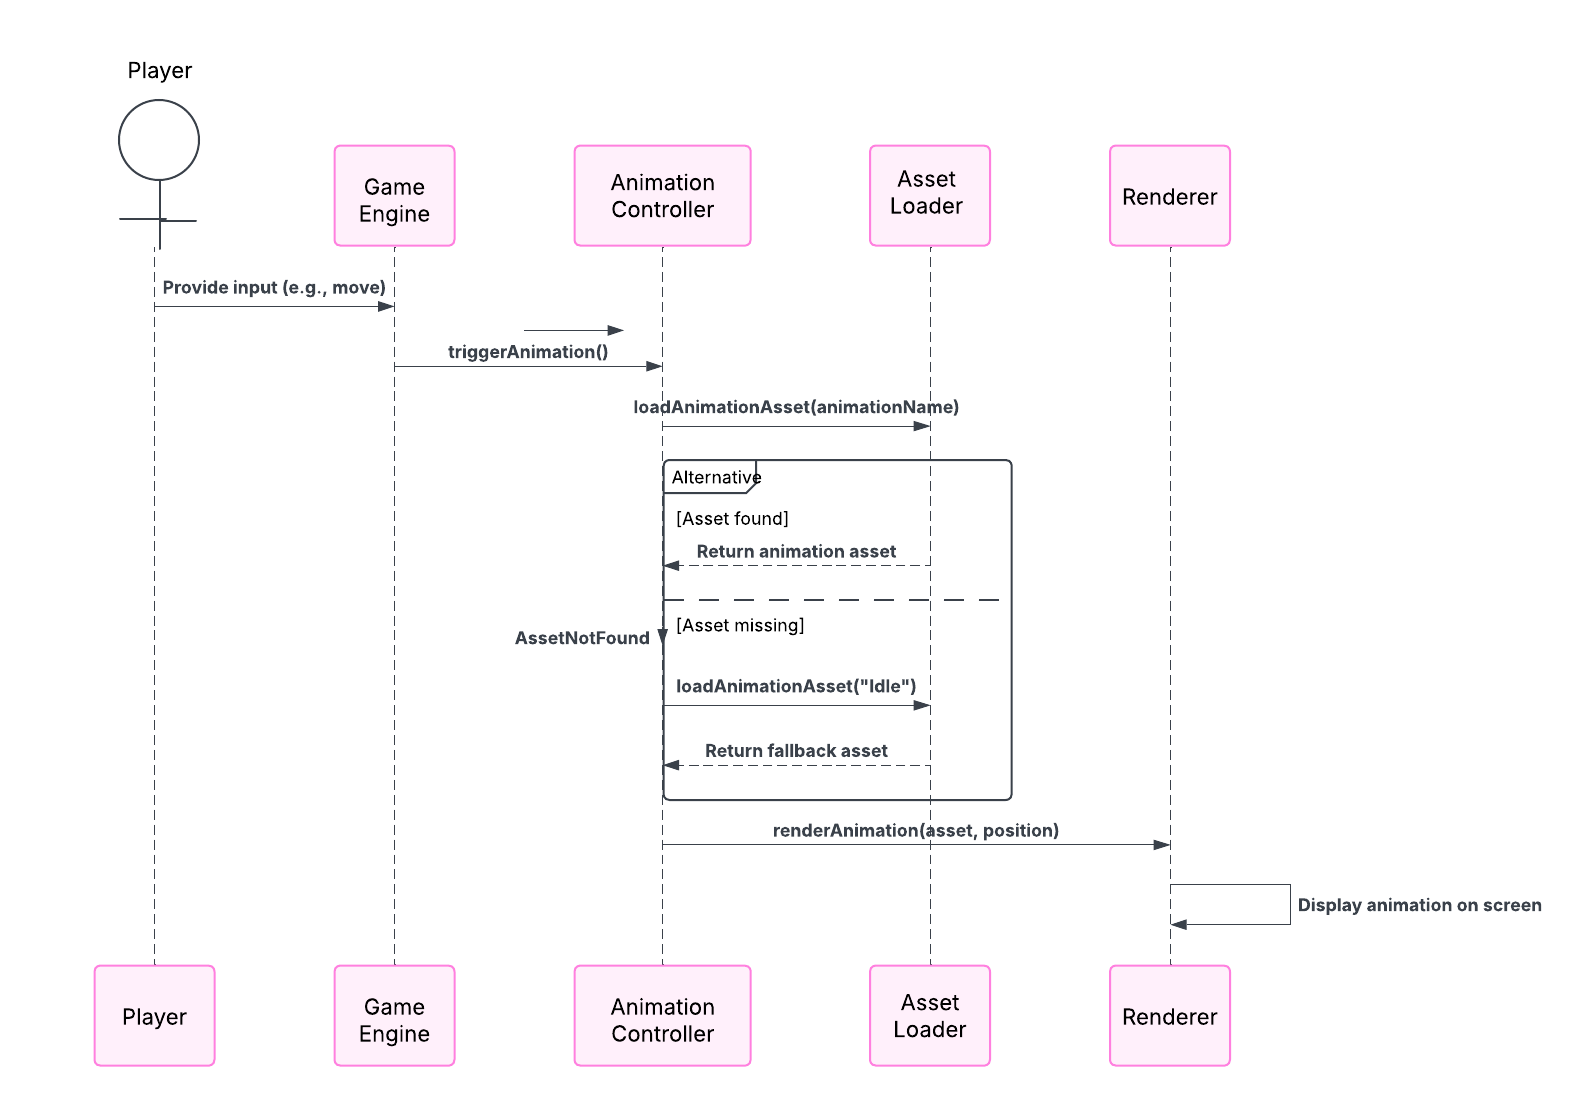 Player
Game
Engine
Animation
Controller
Asset
Loader
Renderer
Provide input (e.g., move)
triggerAnimation()
loadAnimationAsset(animationName)
Alternative
[Asset found]
Return animation asset
[Asset missing]
AssetNotFound
loadAnimationAsset("Idle")
Return fallback asset
renderAnimation(asset, position)
Display animation on screen
Player
Game
Engine
Animation
Controller
Asset
Loader
Renderer